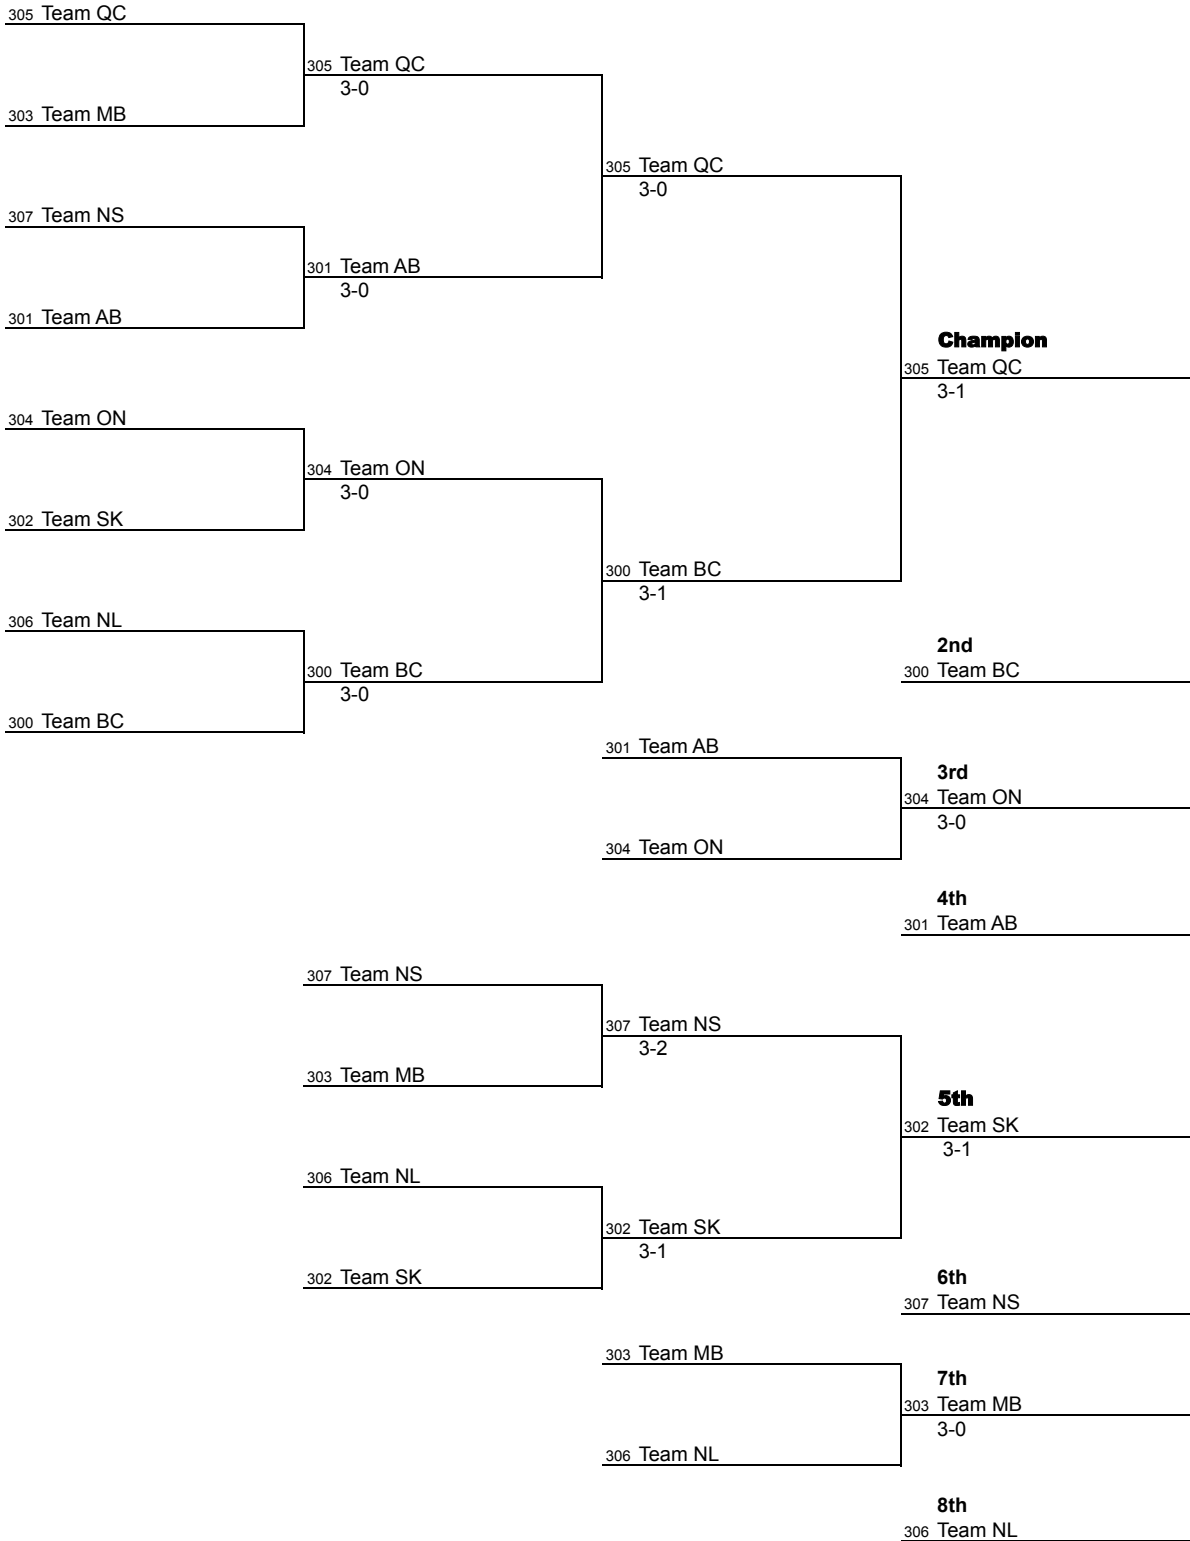 305 Team QC
305 Team QC
3-0
303 Team MB
305 Team QC
3-0
307 Team NS
301 Team AB
3-0
301 Team AB
Champion
305 Team QC
3-1
304 Team ON
304 Team ON
3-0
302 Team SK
300 Team BC
3-1
306 Team NL
2nd
300 Team BC
300 Team BC
3-0
300 Team BC
301 Team AB
3rd
304 Team ON
3-0
304 Team ON
4th
301 Team AB
307 Team NS
307 Team NS
3-2
303 Team MB
5th
302 Team SK
3-1
306 Team NL
302 Team SK
3-1
302 Team SK
6th
307 Team NS
303 Team MB
7th
303 Team MB
3-0
306 Team NL
8th
306 Team NL